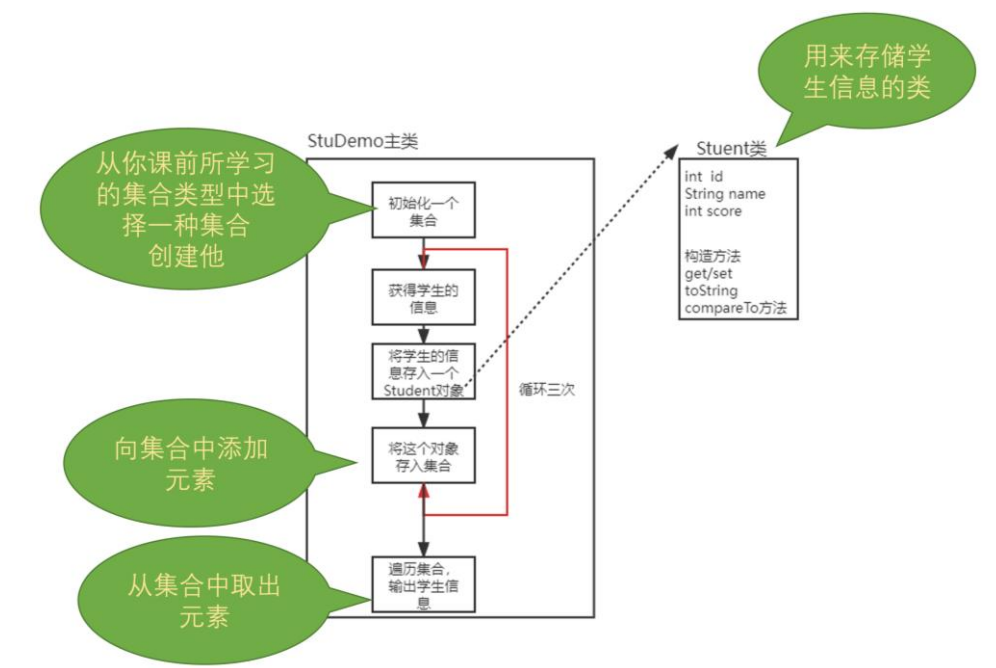 用来存储学
生信息的类
StuDemo主类
Stuent类
从你课前所学习
的集合类型中选
择一种集合
创建他
初始化一个
集合
int id
String name
int score
构造方法
get/set
toString
compareTo方法
获得学生的
信息
将学生的信
息存入一个
Student对象
循环三次
向集合中添加
元素
将这个对象
存入集合
从集合中取出
元素
遍历集合，
输出学生信
息